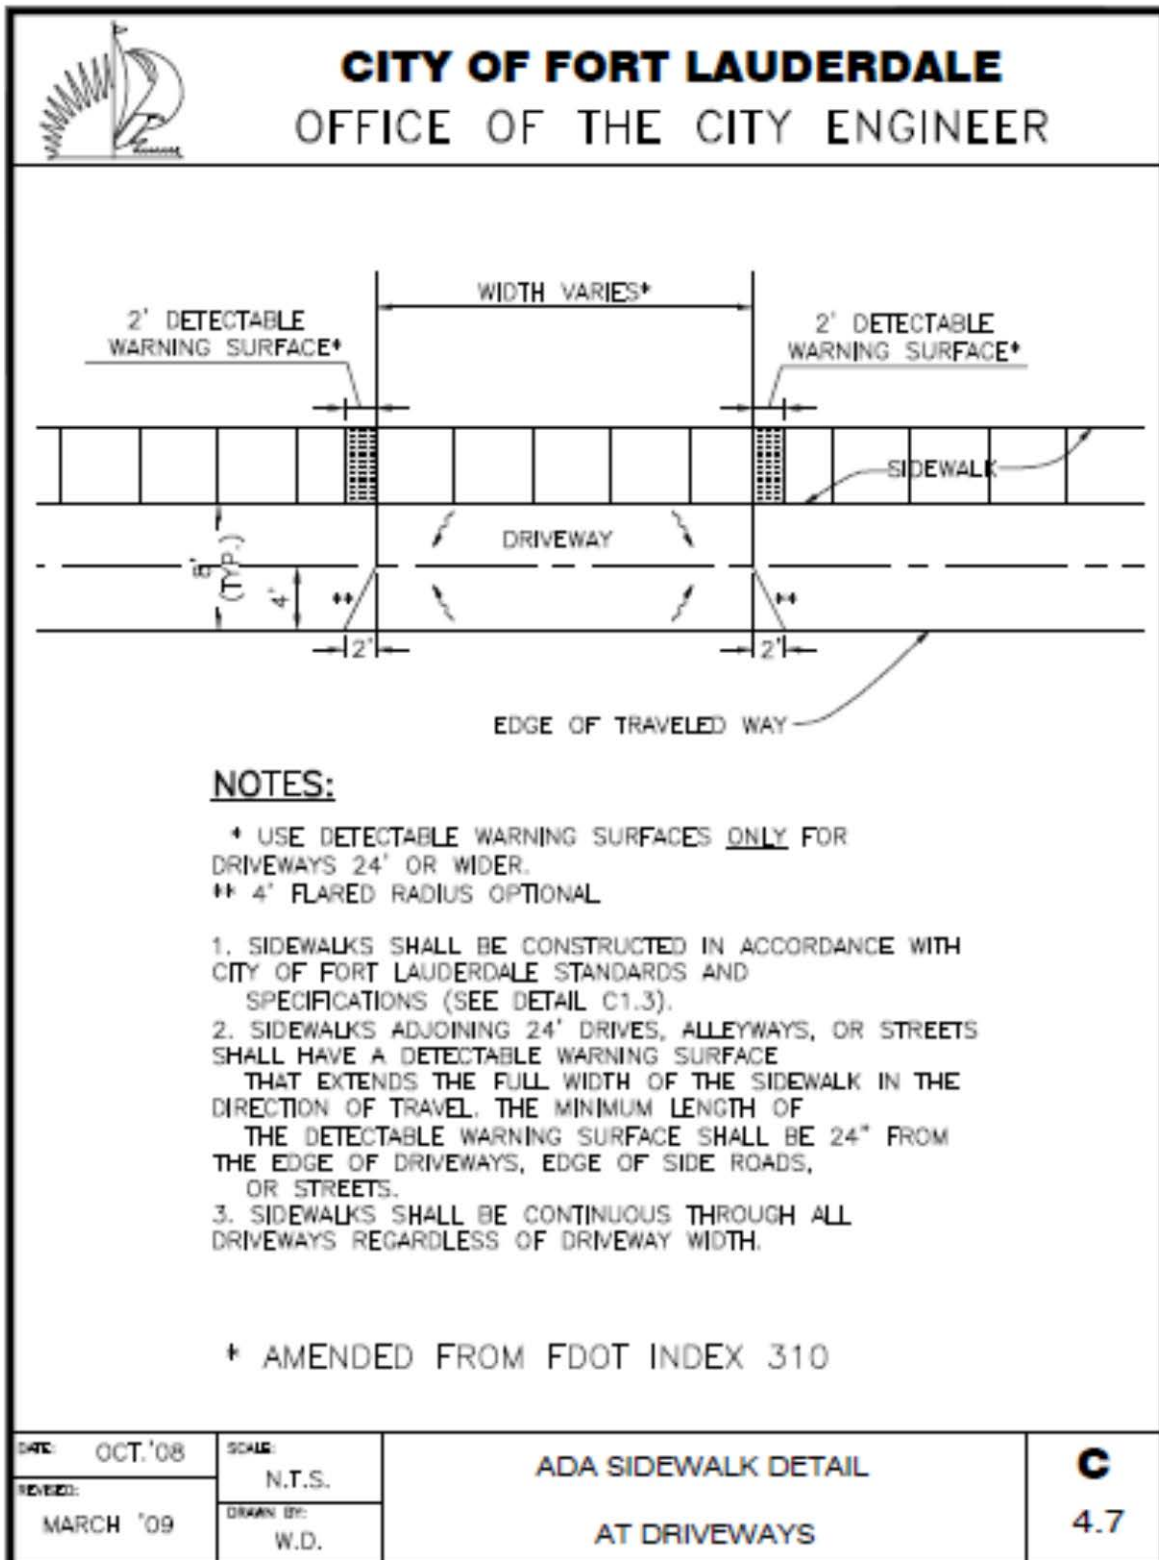 CITY OF FORT LAUDERDALE
OFFICE OF THE CITY ENGINEER
WIDTH VARIES*
2' DETECTABLE
WARNING SURFACE*
2' DETECTABLE
WARNING SURFACE*
SIDEWALK
DRIVEWAY
8'
(TYP.)
4'
**
**
2'
2'
EDGE OF TRAVELED WAY
NOTES:
* USE DETECTABLE WARNING SURFACES ONLY FOR
DRIVEWAYS 24' OR WIDER.
** 4' FLARED RADIUS OPTIONAL
1. SIDEWALKS SHALL BE CONSTRUCTED IN ACCORDANCE WITH
CITY OF FORT LAUDERDALE STANDARDS AND
SPECIFICATIONS (SEE DETAIL C1.3).
2. SIDEWALKS ADJOINING 24' DRIVES, ALLEYWAYS, OR STREETS
SHALL HAVE A DETECTABLE WARNING SURFACE
THAT EXTENDS THE FULL WIDTH OF THE SIDEWALK IN THE
DIRECTION OF TRAVEL. THE MINIMUM LENGTH OF
THE DETECTABLE WARNING SURFACE SHALL BE 24" FROM
THE EDGE OF DRIVEWAYS, EDGE OF SIDE ROADS,
OR STREETS.
3. SIDEWALKS SHALL BE CONTINUOUS THROUGH ALL
DRIVEWAYS REGARDLESS OF DRIVEWAY WIDTH.
* AMENDED FROM FDOT INDEX 310
DATE: OCT.'08
REVISED:
MARCH '09
SCALE:
N.T.S.
DRAWN BY:
W.D.
ADA SIDEWALK DETAIL
AT DRIVEWAYS
C
4.7